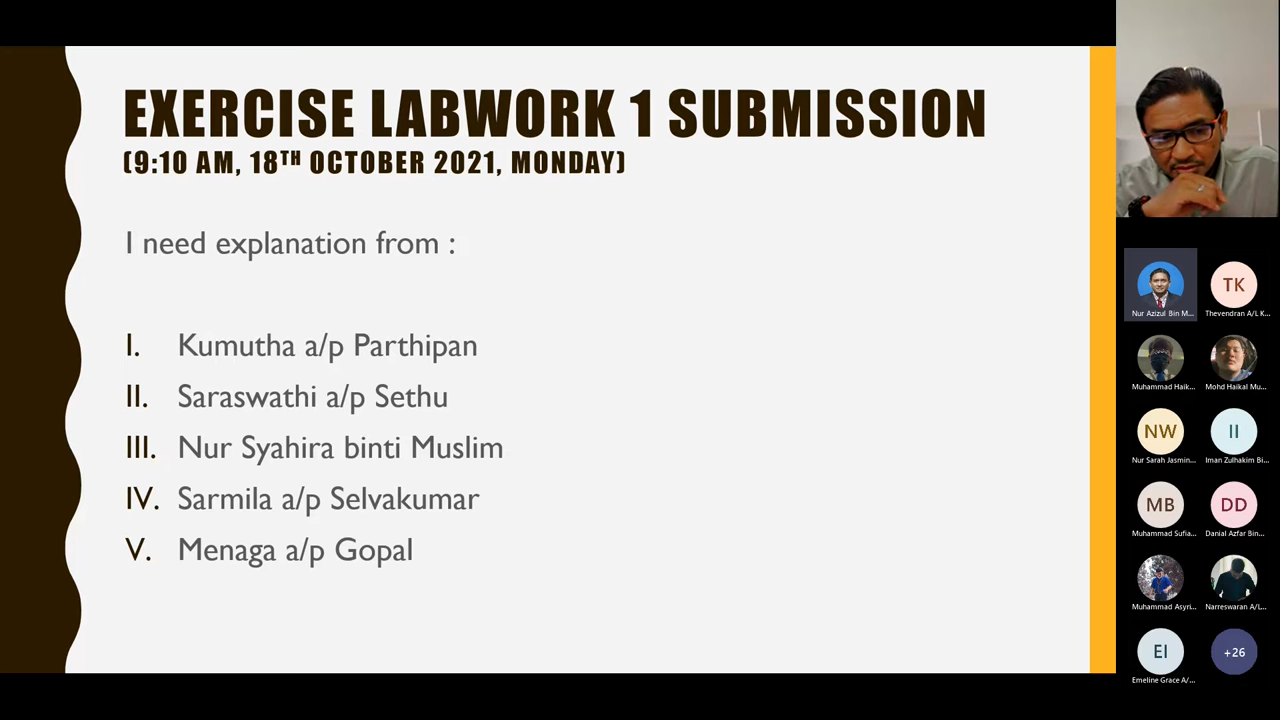 EXERCISE LABWORK 1 SUBMISSION
(9:10 AM, 18TH OCTOBER 2021, MONDAY)
I need explanation from :
I. Kumutha a/p Parthipan
II. Saraswathi a/p Sethu
III. Nur Syahira binti Muslim
IV. Sarmila a/p Selvakumar
V. Menaga a/p Gopal
TK
Nur Azizul Bin M...
Thevendran A/L K...
Muhammad Haik...
Mohd Haikal Mu...
NW
II
Nur Sarah Jasmin...
Iman Zulhakim Bi...
MB
DD
Muhammad Sufia...
Danial Azfar Bin...
Muhammad Asyri...
Narreswaran A/L...
EI
+26
Emeline Grace A/...